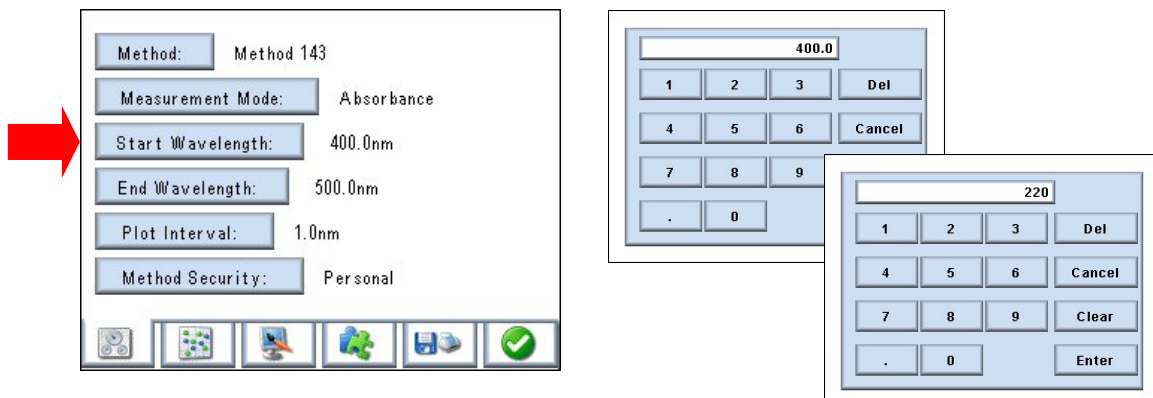 Method: Method 143
Measurement Mode: Absorbance
Start Wavelength: 400.0nm
End Wavelength: 500.0nm
Plot Interval: 1.0nm
Method Security: Personal
400.0
1 2 3 Del
4 5 6 Cancel
7 8 9
. 0
220
1 2 3 Del
4 5 6 Cancel
7 8 9 Clear
. 0 Enter